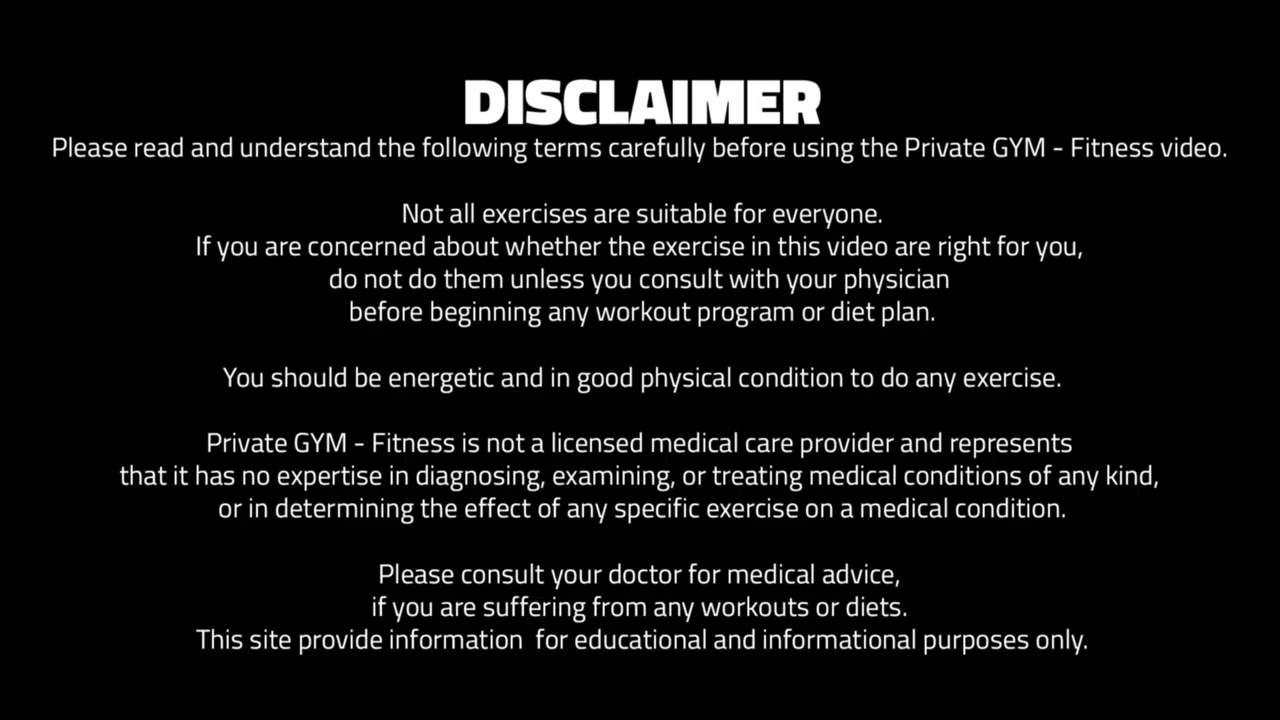 DISCLAIMER
Please read and understand the following terms carefully before using the Private GYM - Fitness video.
Not all exercises are suitable for everyone.
If you are concerned about whether the exercise in this video are right for you,
do not do them unless you consult with your physician
before beginning any workout program or diet plan.
You should be energetic and in good physical condition to do any exercise.
Private GYM - Fitness is not a licensed medical care provider and represents
that it has no expertise in diagnosing, examining, or treating medical conditions of any kind,
or in determining the effect of any specific exercise on a medical condition.
Please consult your doctor for medical advice,
if you are suffering from any workouts or diets.
This site provide information  for educational and informational purposes only.